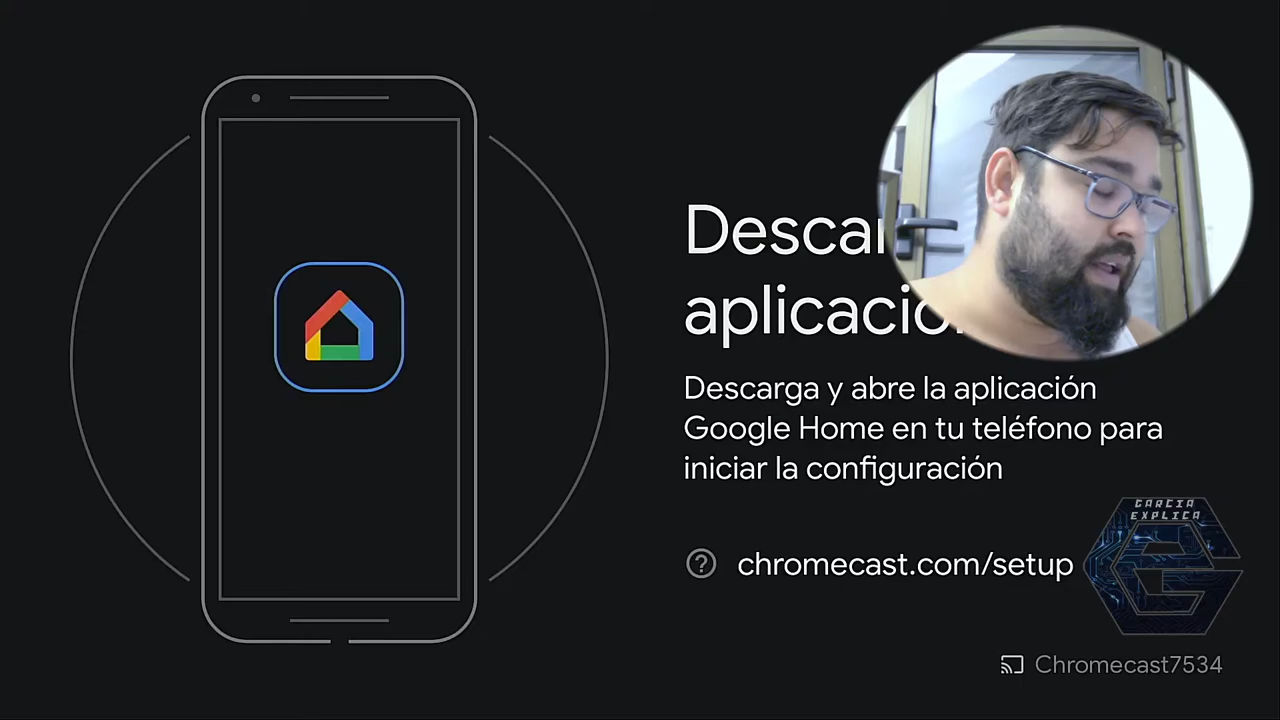 Descar
aplicacio
Descarga y abre la aplicación
Google Home en tu teléfono para
iniciar la configuración
chromecast.com/setup
GARCIA
EXPLICA
Chromecast7534